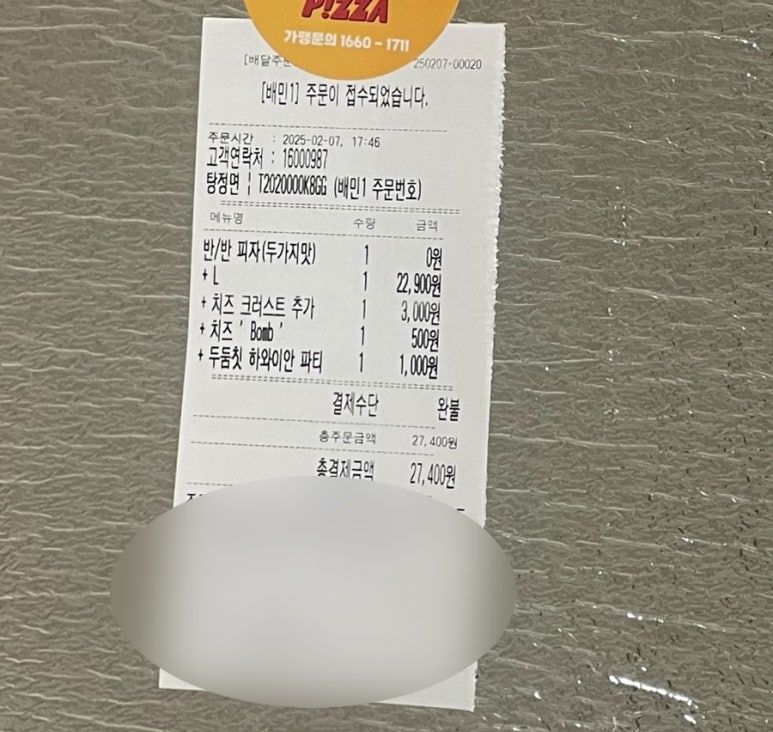 PIZZA
가맹문의 1660 - 1711
[배달주문 250207-00020
[배민1] 주문이 접수되었습니다.
주문시간 : 2025-02-07, 17:46
고객연락처 : 16000987
탕정면 | T2020000K8GG (배민1 주문번호)
메뉴명 수량 금액
반/반 피자(두가지맛) 1 0원
+ L 1 22,900원
+ 치즈 크러스트 추가 1 3,000원
+ 치즈 ' Bomb ' 1 500원
+ 두둠칫 하와이안 파티 1 1,000원
결제수단 완불
총주문금액 27,400원
총결제금액 27,400원